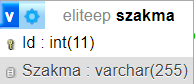 v eliteep szakma
Id : int(11)
Szakma : varchar(255)